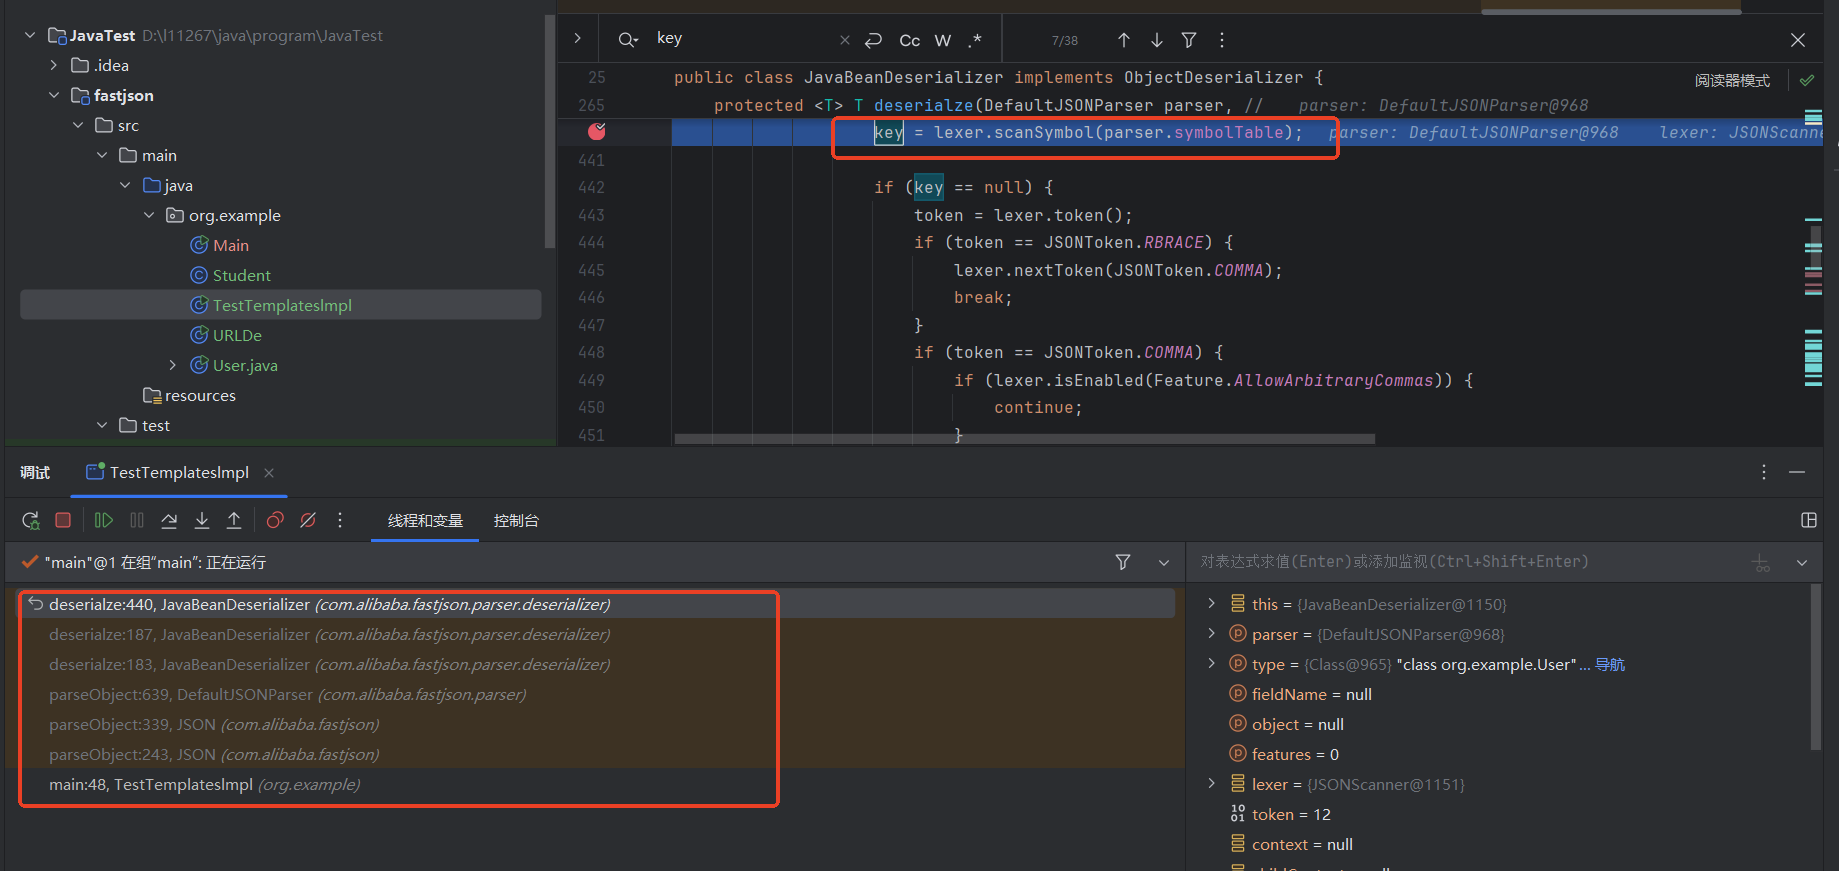 JavaTest D:\l11267\java\program\JavaTest
.idea
fastjson
src
main
java
org.example
Main
Student
TestTemplatesImpl
URLDe
User.java
resources
test
key
Cc W .*
7/38
阅读器模式
25 public class JavaBeanDeserializer implements ObjectDeserializer {
265 protected <T> T deserialze(DefaultJSONParser parser, // parser: DefaultJSONParser@968
key = lexer.scanSymbol(parser.symbolTable); parser: DefaultJSONParser@968 lexer: JSONScanne
441
442 if (key == null) {
443 token = lexer.token();
444 if (token == JSONToken.RBRACE) {
445 lexer.nextToken(JSONToken.COMMA);
446 break;
447 }
448 if (token == JSONToken.COMMA) {
449 if (lexer.isEnabled(Feature.AllowArbitraryCommas)) {
450 continue;
451 }
调试 TestTemplatesImpl
线程和变量 控制台
"main"@1 在组“main”: 正在运行
deserialze:440, JavaBeanDeserializer (com.alibaba.fastjson.parser.deserializer)
deserialze:187, JavaBeanDeserializer (com.alibaba.fastjson.parser.deserializer)
deserialze:183, JavaBeanDeserializer (com.alibaba.fastjson.parser.deserializer)
parseObject:639, DefaultJSONParser (com.alibaba.fastjson.parser)
parseObject:339, JSON (com.alibaba.fastjson)
parseObject:243, JSON (com.alibaba.fastjson)
main:48, TestTemplatesImpl (org.example)
对表达式求值(Enter)或添加监视(Ctrl+Shift+Enter)
this = {JavaBeanDeserializer@1150}
parser = {DefaultJSONParser@968}
type = {Class@965} "class org.example.User"... 导航
fieldName = null
object = null
features = 0
lexer = {JSONScanner@1151}
token = 12
context = null